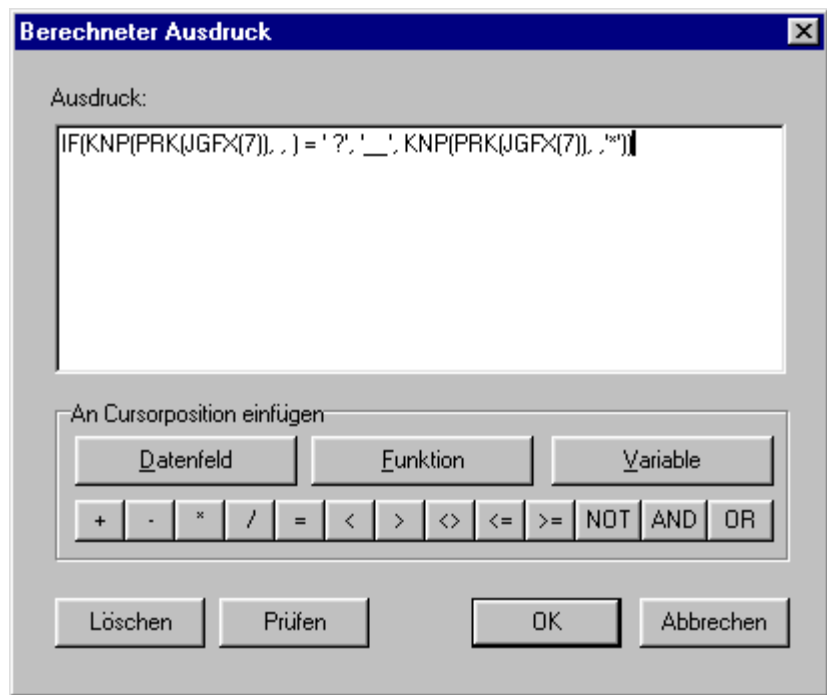 Berechneter Ausdruck
Ausdruck:
IF(KNP(PRK(JGFX(7)), , ) = ' ?', '__', KNP(PRK(JGFX(7)), ,'*'))
An Cursorposition einfügen
Datenfeld Funktion Variable
+ - * / = < > <> <= >= NOT AND OR
Löschen Prüfen OK Abbrechen